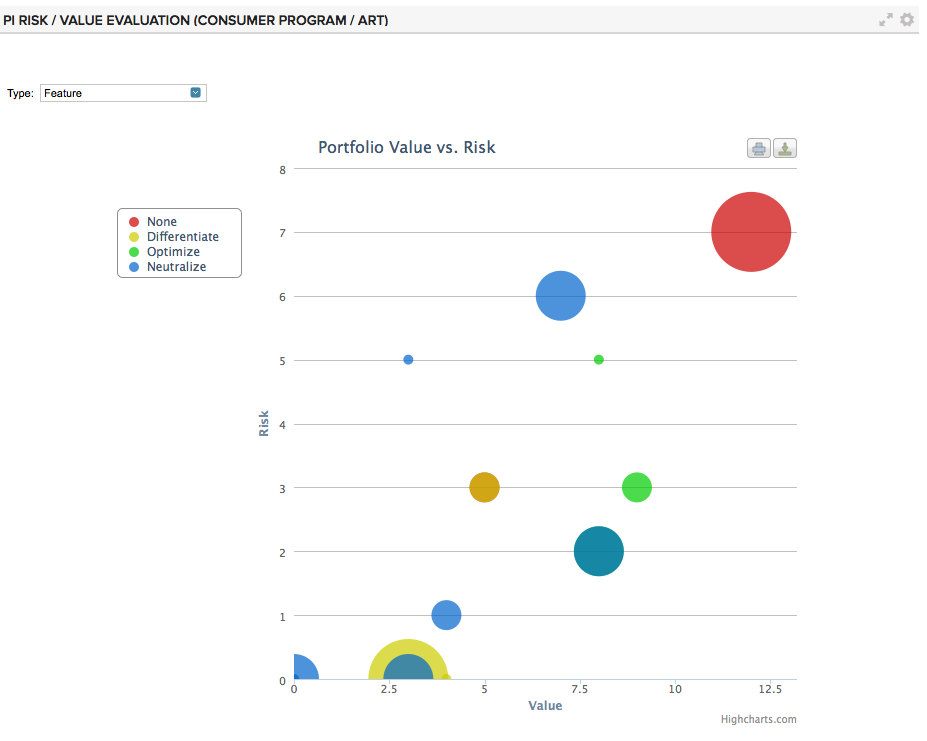 PI RISK / VALUE EVALUATION (CONSUMER PROGRAM / ART)
Type: Feature
Portfolio Value vs. Risk
None
Differentiate
Optimize
Neutralize
Risk
8
7
6
5
4
3
2
1
0
0 2.5 5 7.5 10 12.5
Value
Highcharts.com